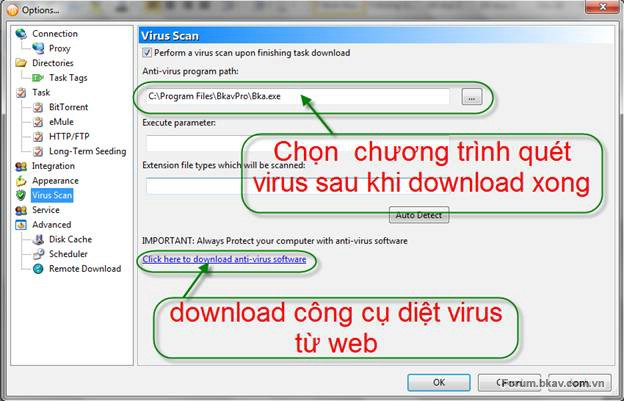 Options...
Connection
Proxy
Directories
Task Tags
Task
BitTorrent
eMule
HTTP/FTP
Long-Term Seeding
Integration
Appearance
Virus Scan
Service
Advanced
Disk Cache
Scheduler
Remote Download
Virus Scan
Perform a virus scan upon finishing task download
Anti-virus program path:
C:\Program Files\BkavPro\Bka.exe
...
Execute parameter:
Chọn chương trình quét
virus sau khi download xong
Extension file types which will be scanned:
Auto Detect
IMPORTANT: Always Protect your computer with anti-virus software
Click here to download anti-virus software
download công cụ diệt virus
từ web
OK
Forum.bkav.com.vn